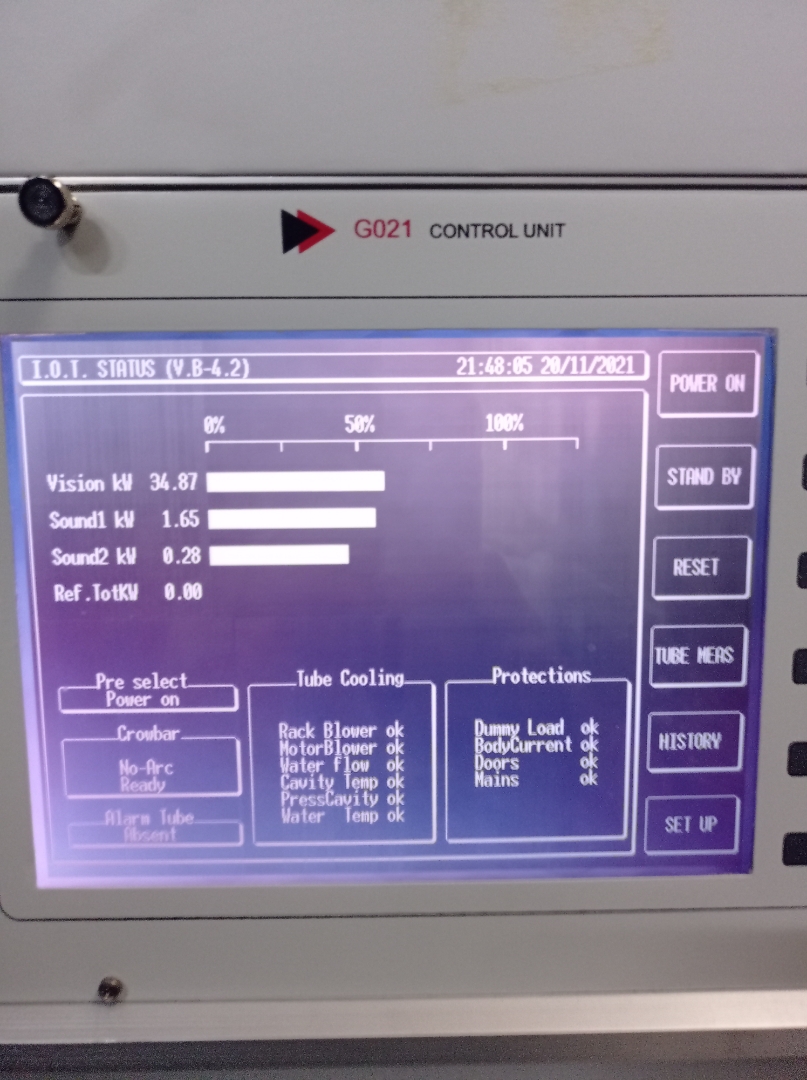 G021 CONTROL UNIT
I.O.T. STATUS (V.B-4.2) 21:48:05 20/11/2021
0% 50% 100%
Vision kW 34.87
Sound1 kW 1.65
Sound2 kW 0.28
Ref.TotKW 0.00
Pre select
Power on
Crowbar
No-Arc
Ready
Alarm Tube
Absent
Tube Cooling
Rack Blower ok
MotorBlower ok
Water flow ok
Cavity Temp ok
PressCavity ok
Water Temp ok
Protections
Dummy Load ok
BodyCurrent ok
Doors ok
Mains ok
POWER ON
STAND BY
RESET
TUBE MEAS
HISTORY
SET UP